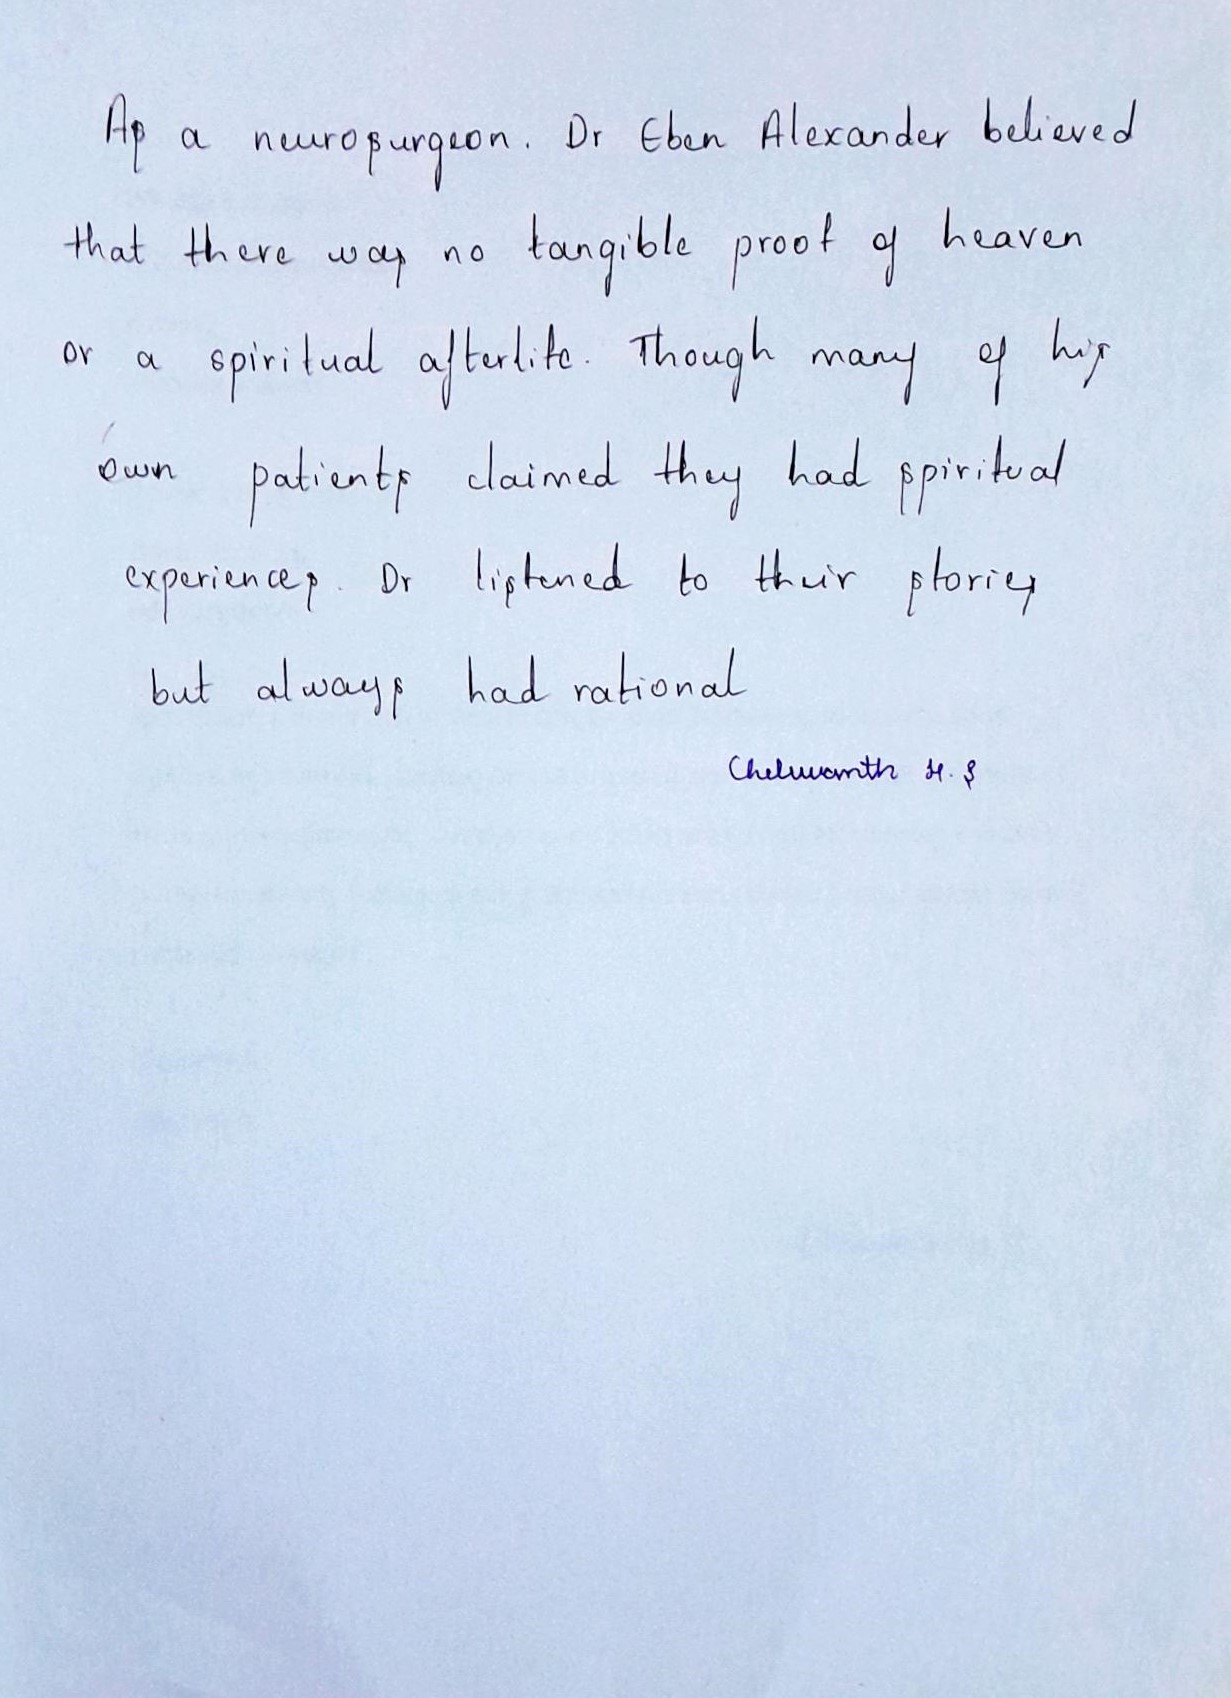 As a neurosurgeon. Dr Eben Alexander believed
that there was no tangible proof of heaven
or a spiritual afterlife. Though many of his
own patients claimed they had spiritual
experiences. Dr listened to their stories
but always had rational
Cheluvamth H. S